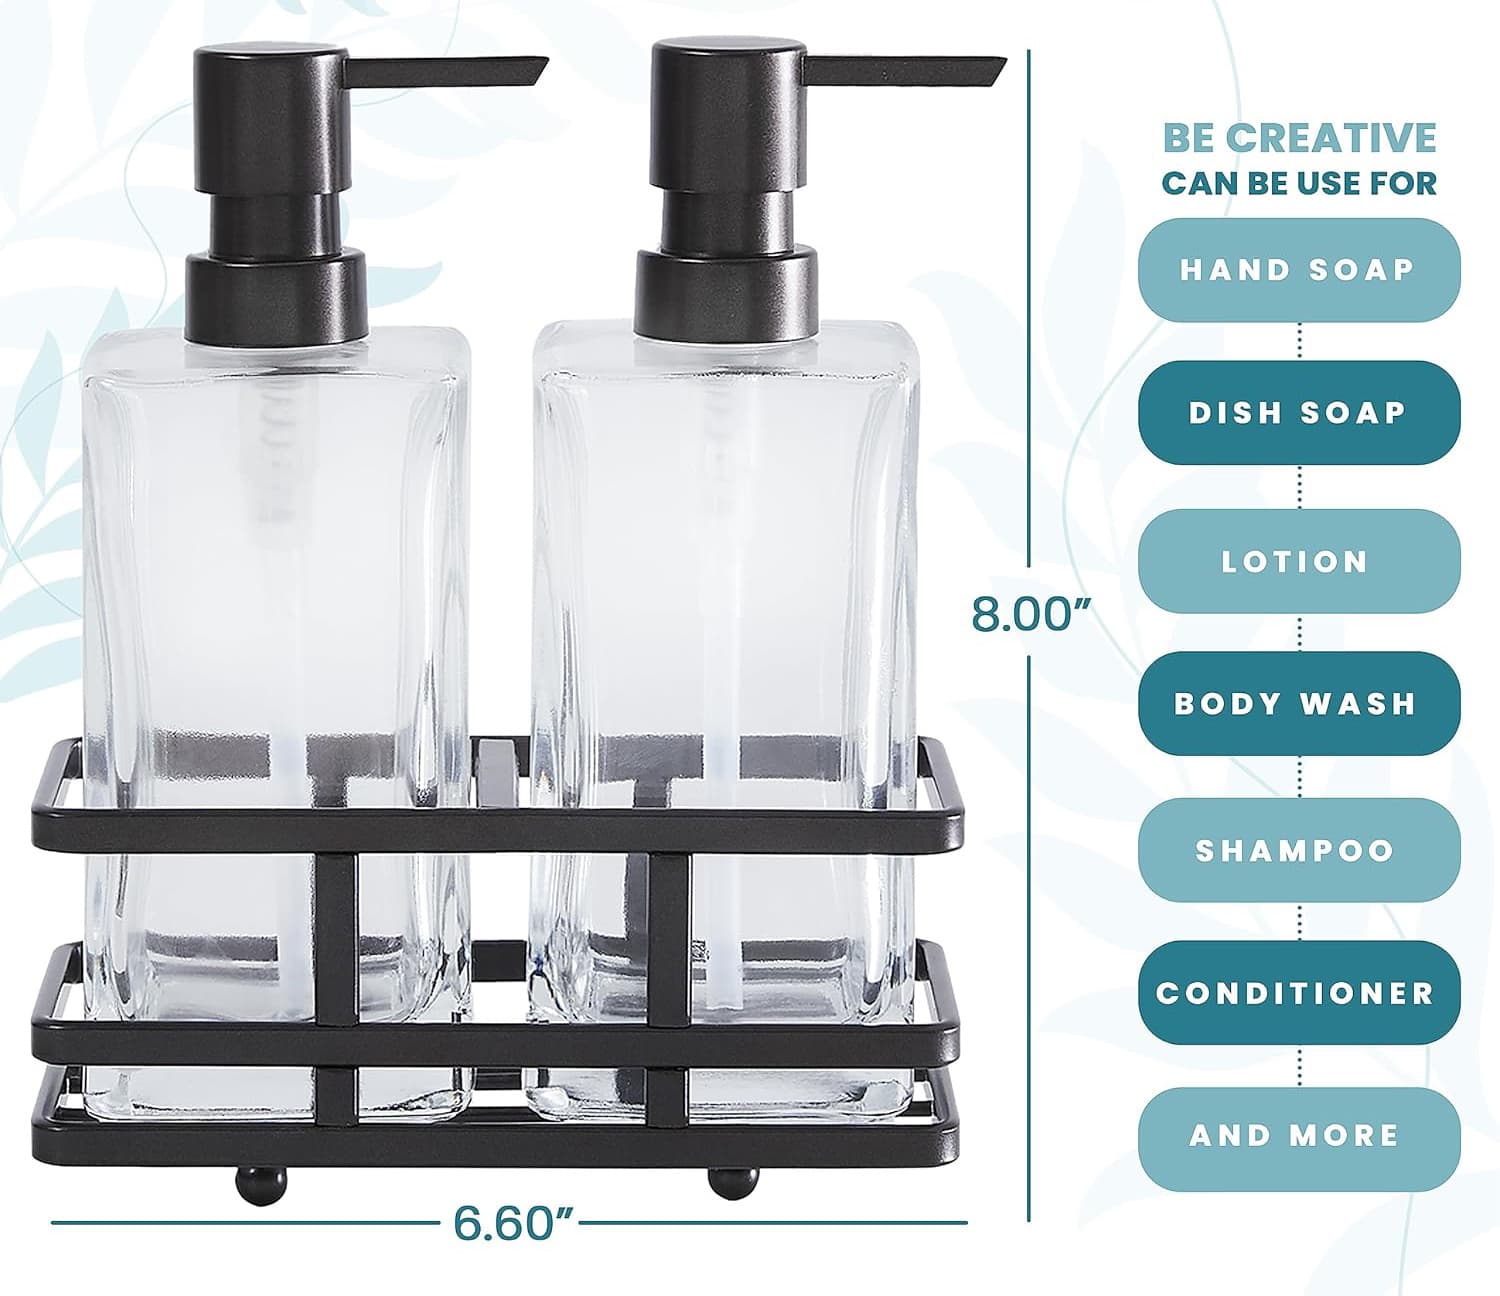 BE CREATIVE
CAN BE USE FOR
HAND SOAP
DISH SOAP
LOTION
BODY WASH
SHAMPOO
CONDITIONER
AND MORE
8.00"
6.60"